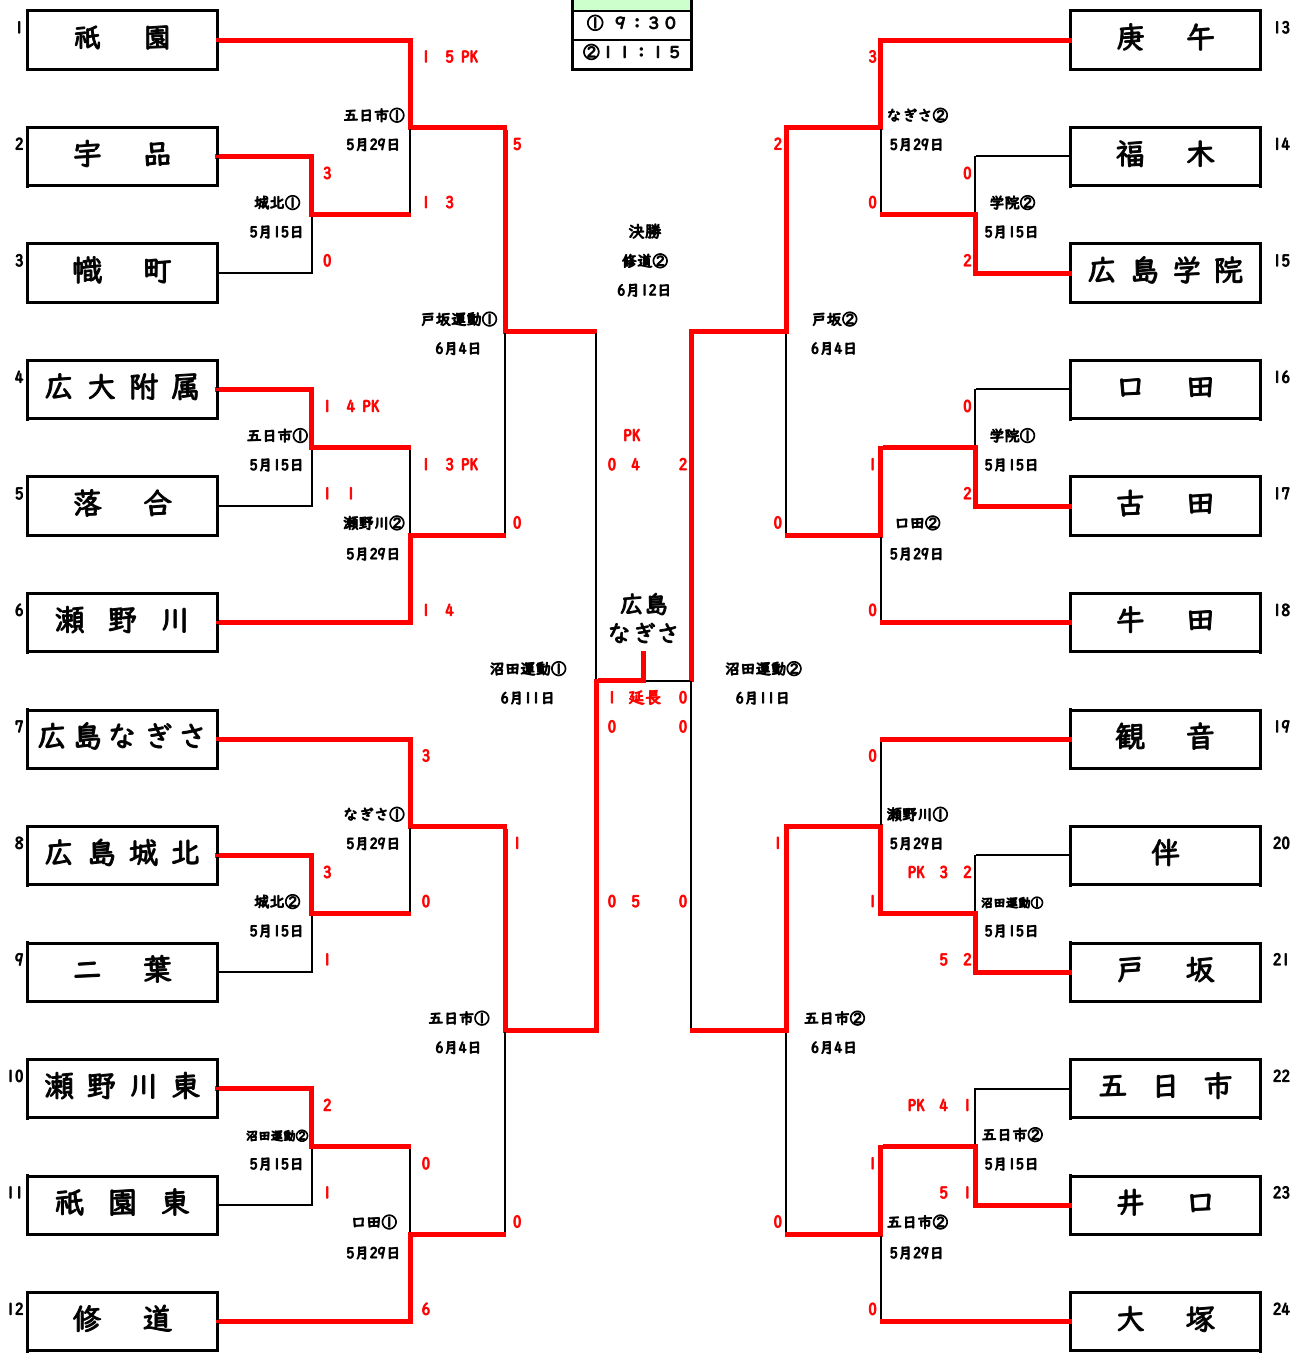 ① 9:30
②11:15
1 祇 園
1 5 PK
五日市①
5月29日
5
2 宇 品
3
1 3
城北①
5月15日
3 幟 町
0
戸坂運動①
6月4日
4 広大附属
1 4 PK
五日市①
5月15日
1 3 PK
5 落 合
1 1
瀬野川②
5月29日
0
6 瀬野川
1 4
沼田運動①
6月11日
7 広島なぎさ
3
なぎさ①
5月29日
1
8 広島城北
3
城北②
5月15日
0
9 二 葉
1
五日市①
6月4日
10 瀬野川東
2
沼田運動②
5月15日
0
11 祇園東
1
口田①
5月29日
0
12 修 道
6
決勝
修道②
6月12日
PK
0 4 2
広島
なぎさ
1 延長 0
0 0
0 5 0
13 庚 午
3
なぎさ②
5月29日
2
14 福 木
0
0
学院②
5月15日
15 広島学院
2
戸坂②
6月4日
16 口 田
0
学院①
5月15日
1
17 古 田
2
口田②
5月29日
0
18 牛 田
0
沼田運動②
6月11日
19 観 音
0
瀬野川①
5月29日
1
20 伴
PK 3 2
1
沼田運動①
5月15日
21 戸 坂
5 2
五日市②
6月4日
22 五日市
PK 4 1
五日市②
5月15日
1
23 井 口
5 1
五日市②
5月29日
0
24 大 塚
0